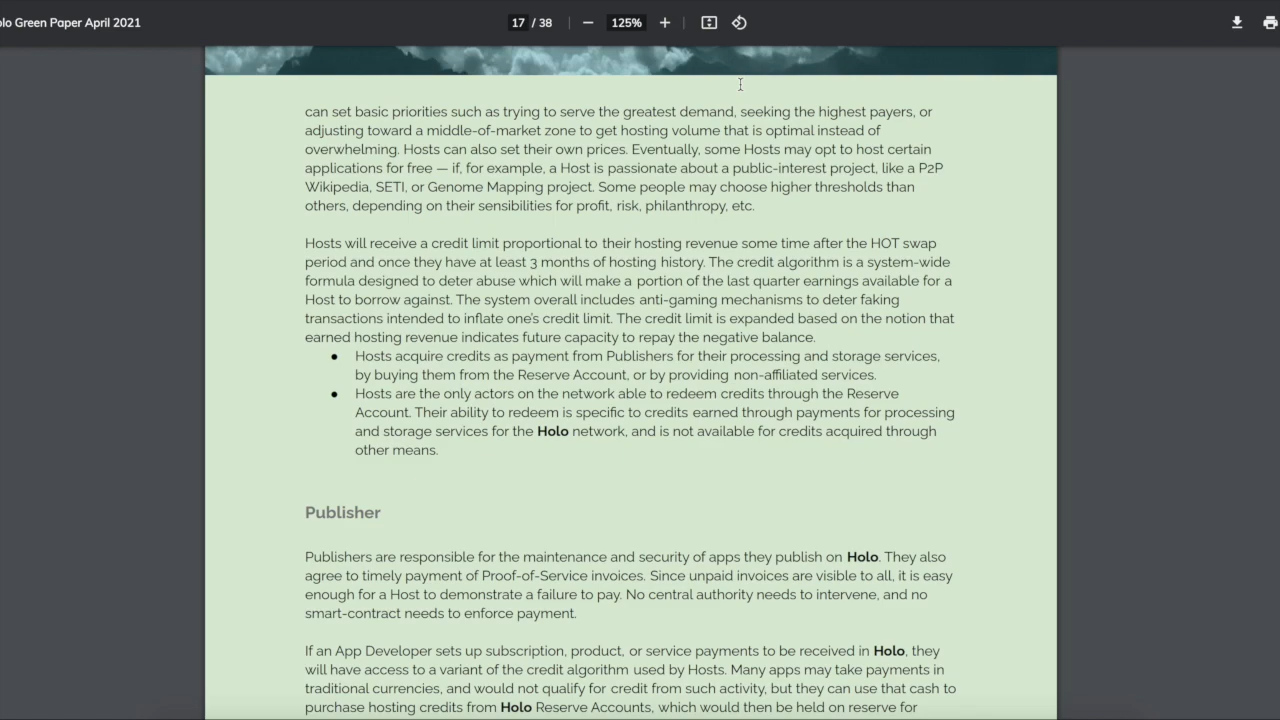 olo Green Paper April 2021
17 / 38
125%
can set basic priorities such as trying to serve the greatest demand, seeking the highest payers, or
adjusting toward a middle-of-market zone to get hosting volume that is optimal instead of
overwhelming. Hosts can also set their own prices. Eventually, some Hosts may opt to host certain
applications for free — if, for example, a Host is passionate about a public-interest project, like a P2P
Wikipedia, SETI, or Genome Mapping project. Some people may choose higher thresholds than
others, depending on their sensibilities for profit, risk, philanthropy, etc.
Hosts will receive a credit limit proportional to their hosting revenue some time after the HOT swap
period and once they have at least 3 months of hosting history. The credit algorithm is a system-wide
formula designed to deter abuse which will make a portion of the last quarter earnings available for a
Host to borrow against. The system overall includes anti-gaming mechanisms to deter faking
transactions intended to inflate one's credit limit. The credit limit is expanded based on the notion that
earned hosting revenue indicates future capacity to repay the negative balance.
● Hosts acquire credits as payment from Publishers for their processing and storage services,
by buying them from the Reserve Account, or by providing non-affiliated services.
● Hosts are the only actors on the network able to redeem credits through the Reserve
Account. Their ability to redeem is specific to credits earned through payments for processing
and storage services for the Holo network, and is not available for credits acquired through
other means.
Publisher
Publishers are responsible for the maintenance and security of apps they publish on Holo. They also
agree to timely payment of Proof-of-Service invoices. Since unpaid invoices are visible to all, it is easy
enough for a Host to demonstrate a failure to pay. No central authority needs to intervene, and no
smart-contract needs to enforce payment.
If an App Developer sets up subscription, product, or service payments to be received in Holo, they
will have access to a variant of the credit algorithm used by Hosts. Many apps may take payments in
traditional currencies, and would not qualify for credit from such activity, but they can use that cash to
purchase hosting credits from Holo Reserve Accounts, which would then be held on reserve for